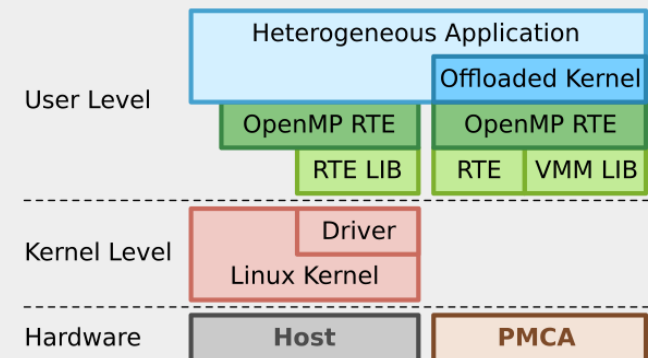 Heterogeneous Application
Offloaded Kernel
User Level
OpenMP RTE
OpenMP RTE
RTE LIB
RTE
VMM LIB
Driver
Kernel Level
Linux Kernel
Hardware
Host
PMCA